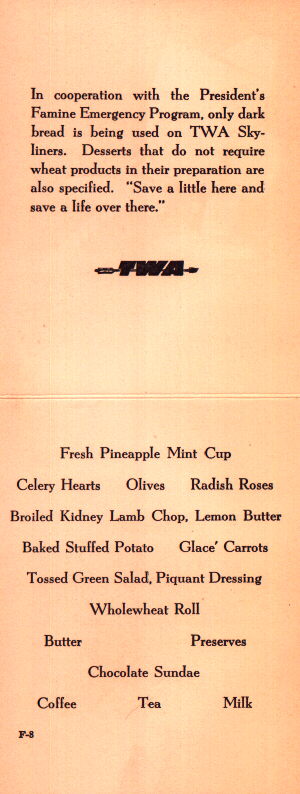 In cooperation with the President's
Famine Emergency Program, only dark
bread is being used on TWA Sky-
liners. Desserts that do not require
wheat products in their preparation are
also specified. "Save a little here and
save a life over there."
TWA
Fresh Pineapple Mint Cup
Celery Hearts Olives Radish Roses
Broiled Kidney Lamb Chop, Lemon Butter
Baked Stuffed Potato Glace' Carrots
Tossed Green Salad, Piquant Dressing
Wholewheat Roll
Butter Preserves
Chocolate Sundae
Coffee Tea Milk
F-8